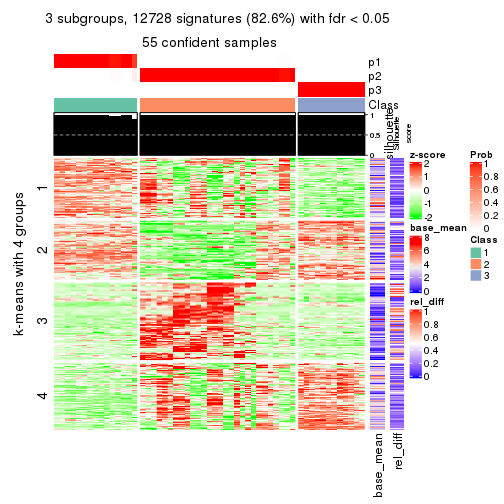 3 subgroups, 12728 signatures (82.6%) with fdr < 0.05
55 confident samples
p1
p2
p3
Class
1
0.5
0
silhouette
Silhouette
score
k-means with 4 groups
1
2
3
4
base_mean
rel_diff
z-score
2
1
0
-1
-2
base_mean
8
6
4
2
0
rel_diff
1
0.8
0.6
0.4
0.2
0
Prob
1
0.8
0.6
0.4
0.2
0
Class
1
2
3